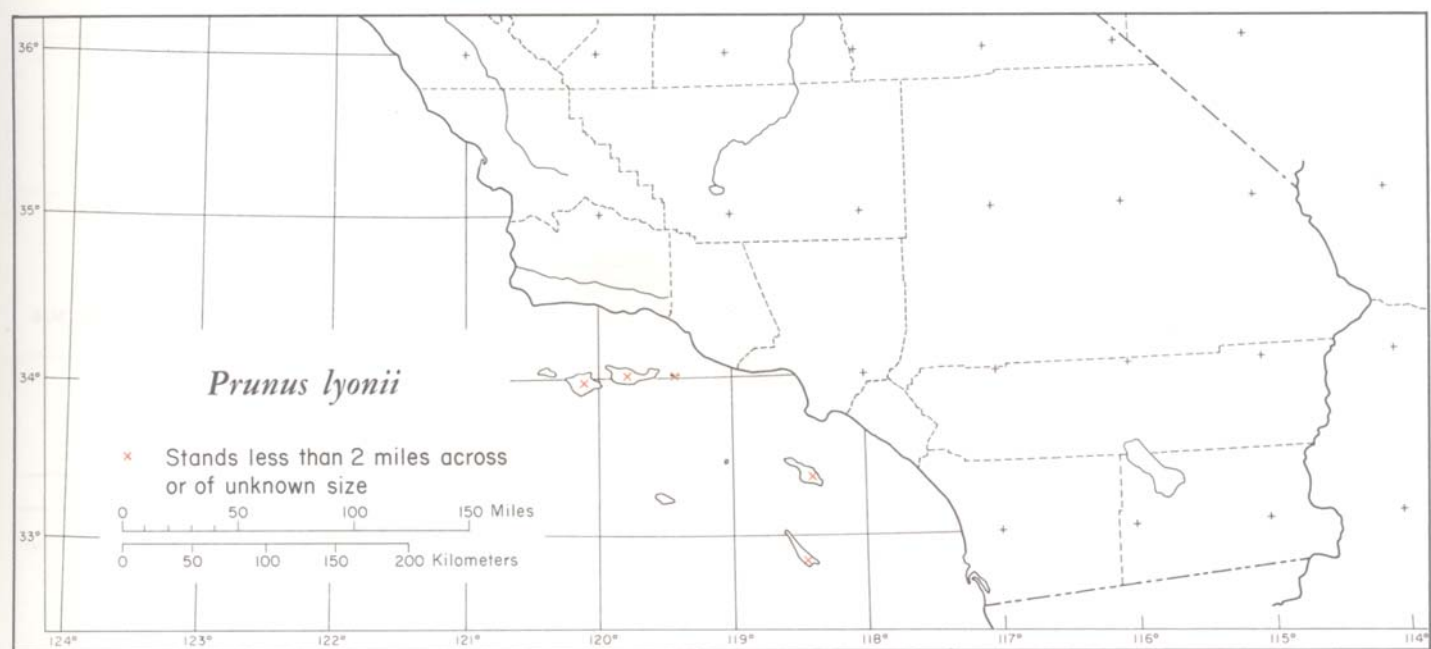 36°
35°
34°
33°
Prunus lyonii
× Stands less than 2 miles across
or of unknown size
0 50 100 150 Miles
0 50 100 150 200 Kilometers
124° 123° 122° 121° 120° 119° 118° 117° 116° 115° 114°